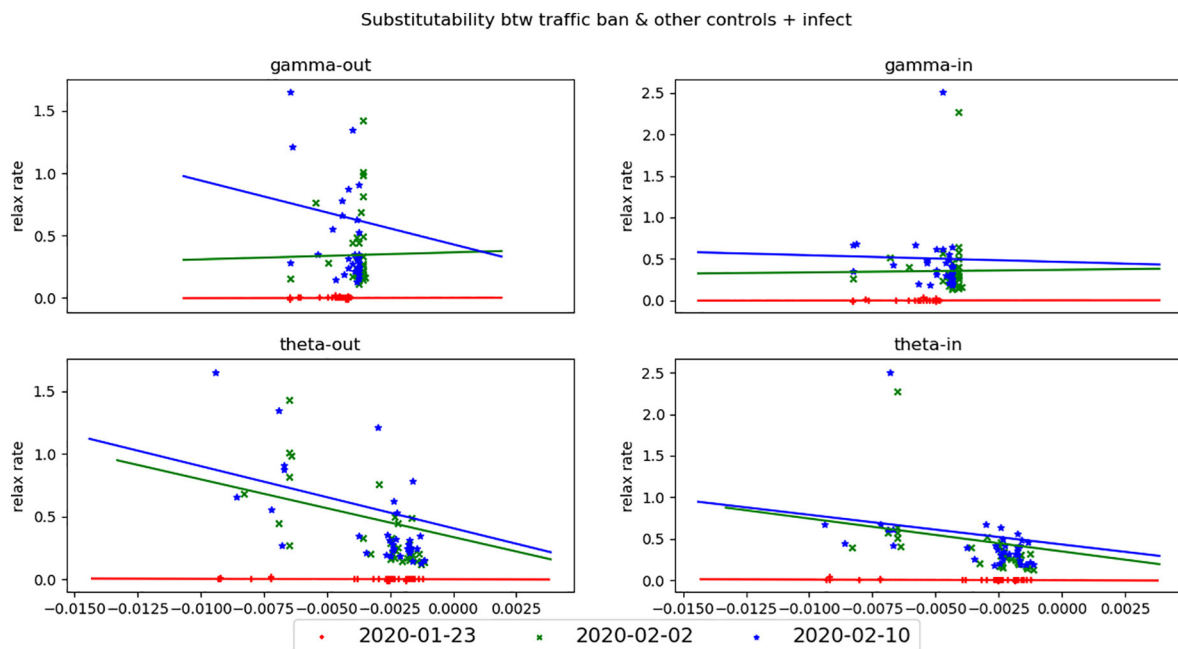 Substitutability btw traffic ban & other controls + infect
gamma-out
gamma-in
relax rate
1.5
1.0
0.5
0.0
relax rate
2.5
2.0
1.5
1.0
0.5
0.0
theta-out
theta-in
relax rate
1.5
1.0
0.5
0.0
relax rate
2.5
2.0
1.5
1.0
0.5
0.0
−0.0150 −0.0125 −0.0100 −0.0075 −0.0050 −0.0025 0.0000 0.0025
−0.0150 −0.0125 −0.0100 −0.0075 −0.0050 −0.0025 0.0000 0.0025
2020-01-23 2020-02-02 2020-02-10